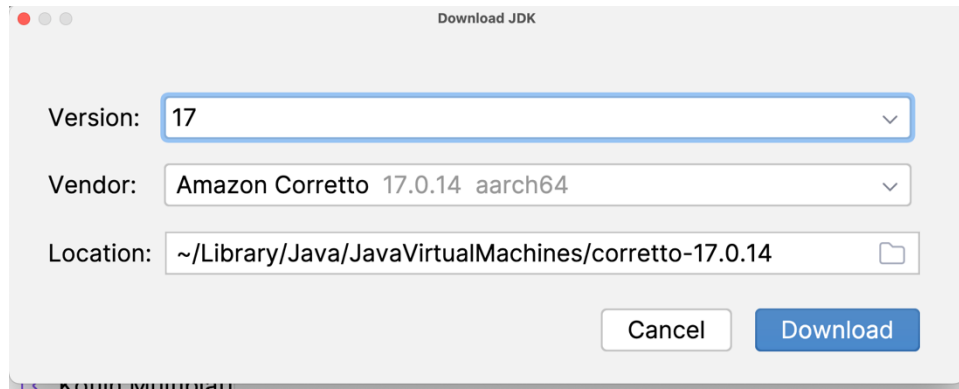 Download JDK
Version: 17
Vendor: Amazon Corretto 17.0.14 aarch64
Location: ~/Library/Java/JavaVirtualMachines/corretto-17.0.14
Cancel Download